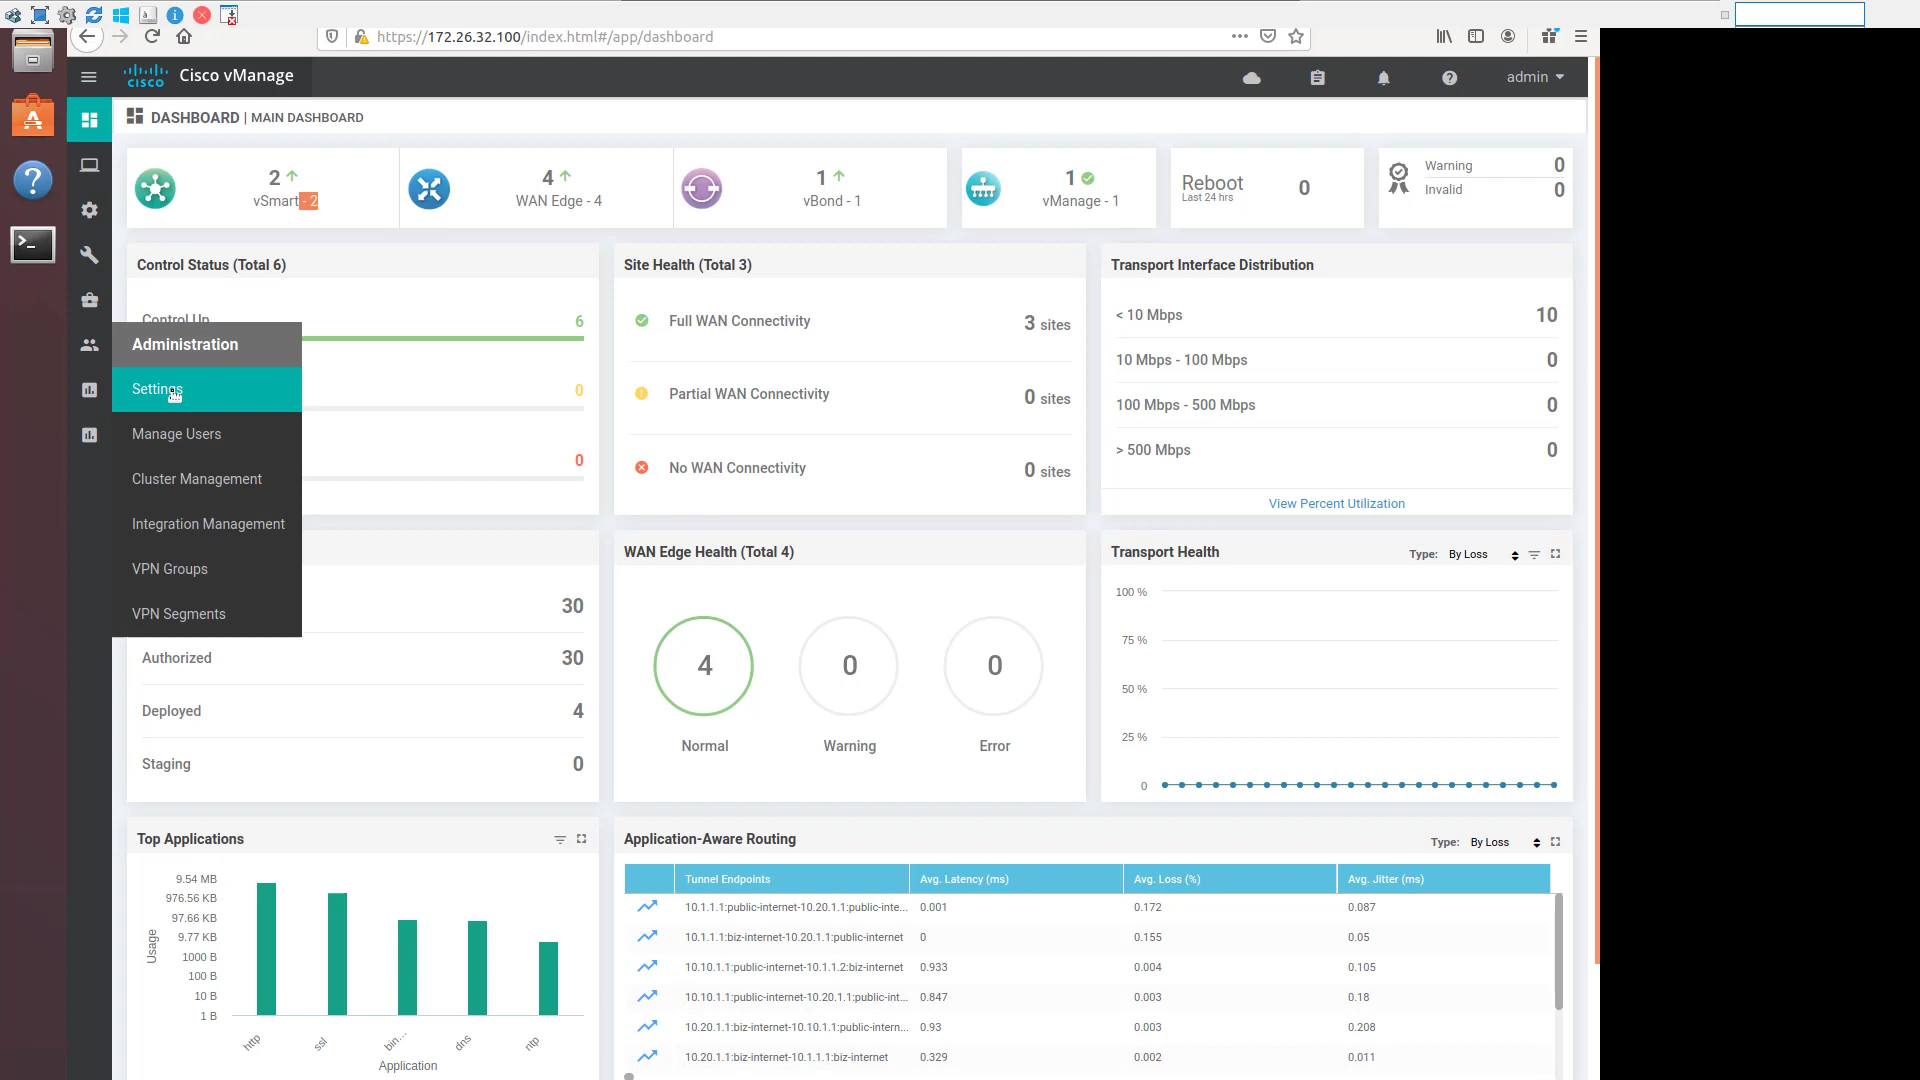 https://172.26.32.100/index.html#/app/dashboard
cisco Cisco vManage
admin
DASHBOARD | MAIN DASHBOARD
2
vSmart - 2
4
WAN Edge - 4
1
vBond - 1
1
vManage - 1
Reboot
Last 24 hrs
0
Warning 0
Invalid 0
Control Status (Total 6)
Control Up 6
0
0
Administration
Settings
Manage Users
Cluster Management
Integration Management
VPN Groups
VPN Segments
Site Health (Total 3)
Full WAN Connectivity 3 sites
Partial WAN Connectivity 0 sites
No WAN Connectivity 0 sites
Transport Interface Distribution
< 10 Mbps 10
10 Mbps - 100 Mbps 0
100 Mbps - 500 Mbps 0
> 500 Mbps 0
View Percent Utilization
30
Authorized 30
Deployed 4
Staging 0
WAN Edge Health (Total 4)
4 0 0
Normal Warning Error
Transport Health
Type: By Loss
100 %
75 %
50 %
25 %
0
Top Applications
9.54 MB
976.56 KB
97.66 KB
9.77 KB
1000 B
100 B
10 B
1 B
Usage
http ssl bin... dns ntp
Application
Application-Aware Routing
Type: By Loss
Tunnel Endpoints Avg. Latency (ms) Avg. Loss (%) Avg. Jitter (ms)
10.1.1.1:public-internet-10.20.1.1:public-inte... 0.001 0.172 0.087
10.1.1.1:biz-internet-10.20.1.1:public-internet 0 0.155 0.05
10.10.1.1:public-internet-10.1.1.2:biz-internet 0.933 0.004 0.105
10.10.1.1:public-internet-10.20.1.1:public-int... 0.847 0.003 0.18
10.20.1.1:biz-internet-10.10.1.1:public-intern... 0.93 0.003 0.208
10.20.1.1:biz-internet-10.1.1.1:biz-internet 0.329 0.002 0.011